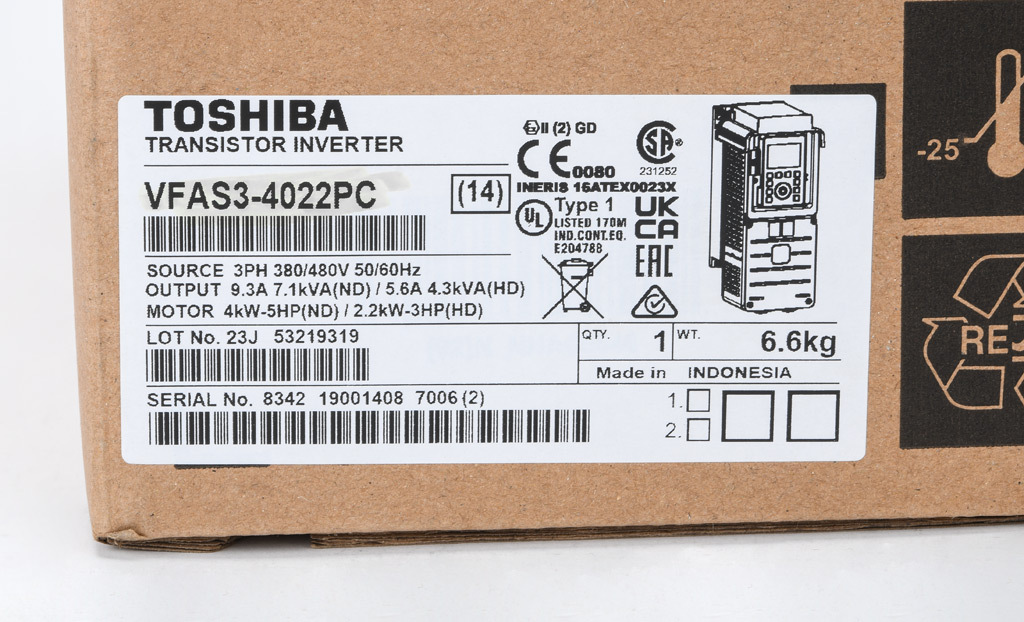 TOSHIBA
TRANSISTOR INVERTER
VFAS3-4022PC
(14)
SOURCE 3PH 380/480V 50/60Hz
OUTPUT 9.3A 7.1kVA(ND) / 5.6A 4.3kVA(HD)
MOTOR 4kW-5HP(ND) / 2.2kW-3HP(HD)
LOT No. 23J 53219319
SERIAL No. 8342 19001408 7006 (2)
Ex II (2) GD
CE 0080
INERIS 16ATEX0023X
SA ®
231252
UL
Type 1
LISTED 170M
IND.CONT.EQ.
E204788
UK
CA
EAC
QTY. 1
WT. 6.6kg
Made in INDONESIA
1.
2.
-25
RE